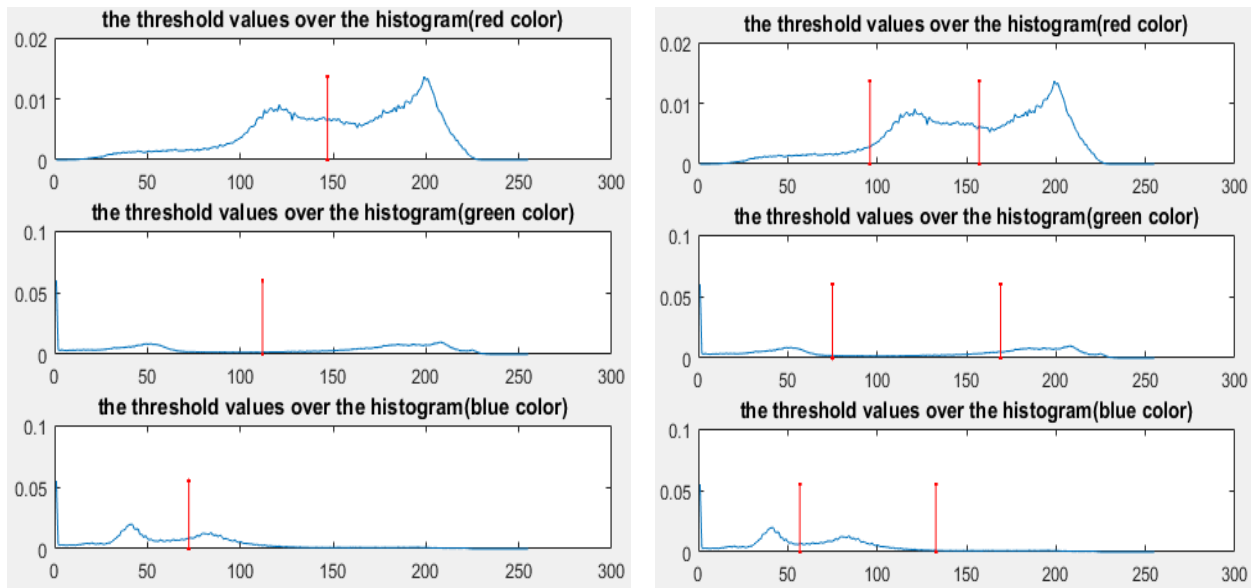 the threshold values over the histogram(red color)
0.02
0.01
0
0 50 100 150 200 250 300
the threshold values over the histogram(green color)
0.1
0.05
0
0 50 100 150 200 250 300
the threshold values over the histogram(blue color)
0.1
0.05
0
0 50 100 150 200 250 300
the threshold values over the histogram(red color)
0.02
0.01
0
0 50 100 150 200 250 300
the threshold values over the histogram(green color)
0.1
0.05
0
0 50 100 150 200 250 300
the threshold values over the histogram(blue color)
0.1
0.05
0
0 50 100 150 200 250 300